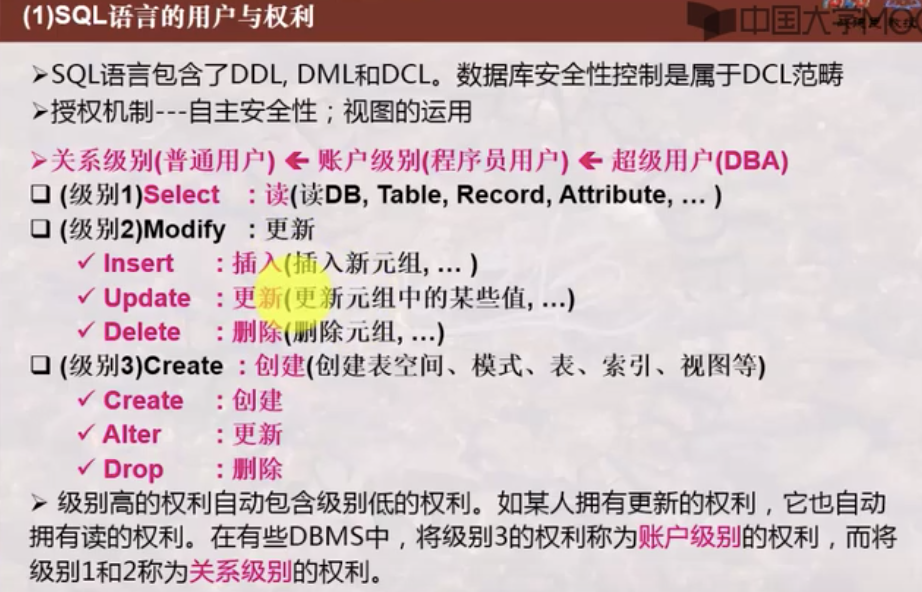 (1)SQL语言的用户与权利
中国大学MOO
➢SQL语言包含了DDL, DML和DCL。数据库安全性控制是属于DCL范畴
➢授权机制---自主安全性；视图的运用
➢关系级别(普通用户) ← 账户级别(程序员用户) ← 超级用户(DBA)
❑ (级别1)Select ：读(读DB, Table, Record, Attribute, … )
❑ (级别2)Modify ：更新
✓ Insert ：插入(插入新元组, … )
✓ Update ：更新(更新元组中的某些值, …)
✓ Delete ：删除(删除元组, …)
❑ (级别3)Create ：创建(创建表空间、模式、表、索引、视图等)
✓ Create ：创建
✓ Alter ：更新
✓ Drop ：删除
➢ 级别高的权利自动包含级别低的权利。如某人拥有更新的权利，它也自动
拥有读的权利。在有些DBMS中，将级别3的权利称为账户级别的权利，而将
级别1和2称为关系级别的权利。